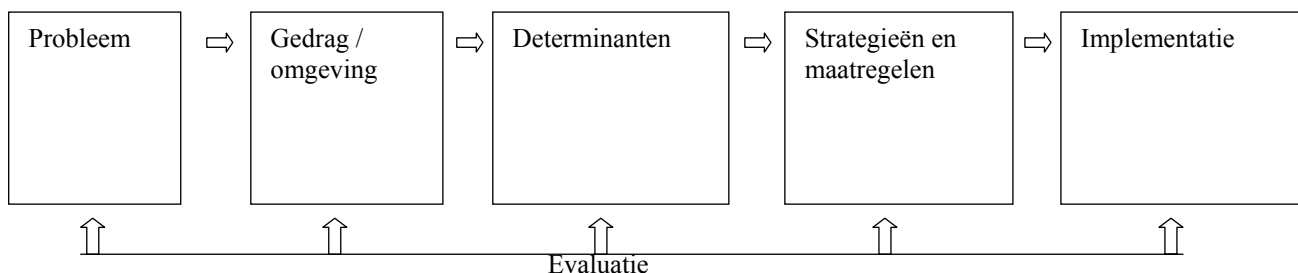 Probleem
Gedrag /
omgeving
Determinanten
Strategieën en
maatregelen
Implementatie
Evaluatie